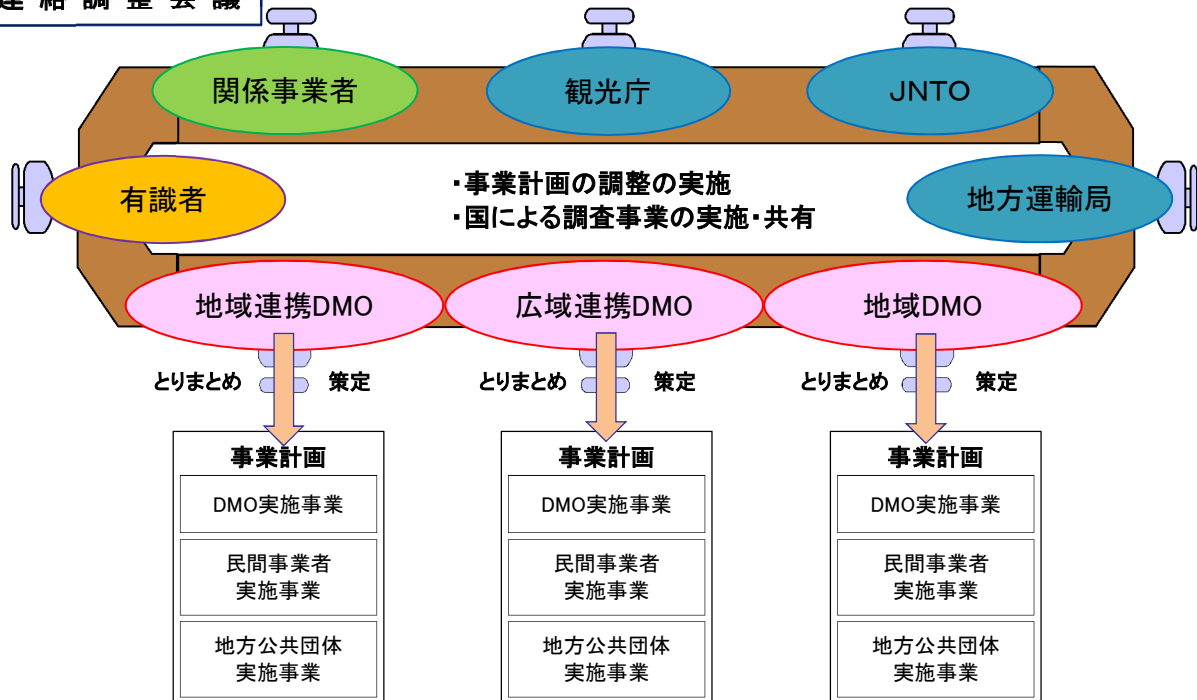 連絡調整会議
関係事業者
観光庁
JNTO
有識者
・事業計画の調整の実施
・国による調査事業の実施・共有
地方運輸局
地域連携DMO
広域連携DMO
地域DMO
とりまとめ 策定
とりまとめ 策定
とりまとめ 策定
事業計画
DMO実施事業
民間事業者
実施事業
地方公共団体
実施事業
事業計画
DMO実施事業
民間事業者
実施事業
地方公共団体
実施事業
事業計画
DMO実施事業
民間事業者
実施事業
地方公共団体
実施事業